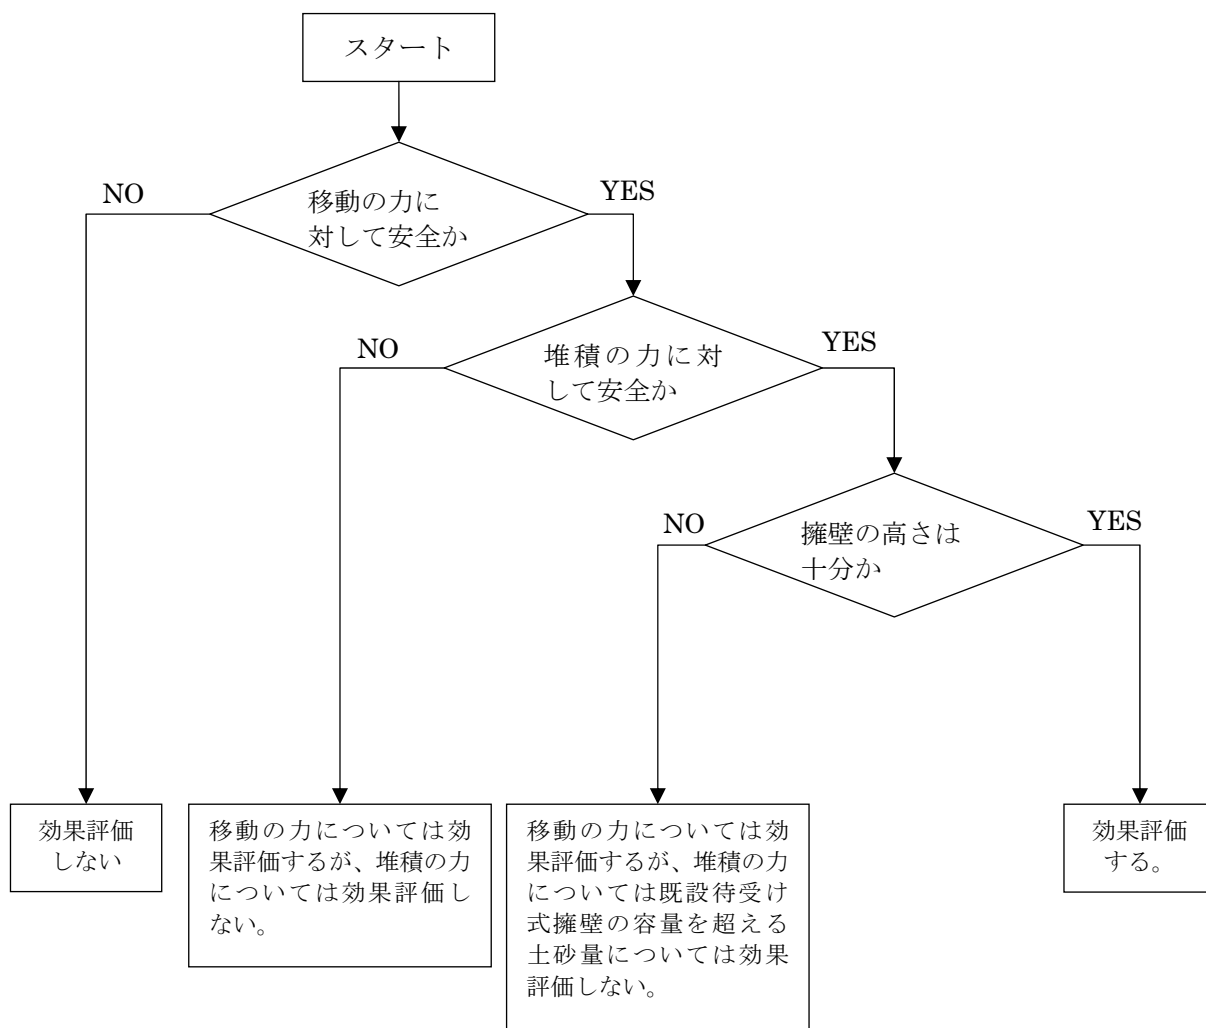 スタート
NO
YES
移動の力に
対して安全か
NO
YES
堆積の力に対
して安全か
NO
YES
擁壁の高さは
十分か
効果評価
しない
移動の力については効
果評価するが、堆積の力
については効果評価し
ない。
移動の力については効
果評価するが、堆積の力
については既設待受け
式擁壁の容量を超える
土砂量については効果
評価しない。
効果評価
する。